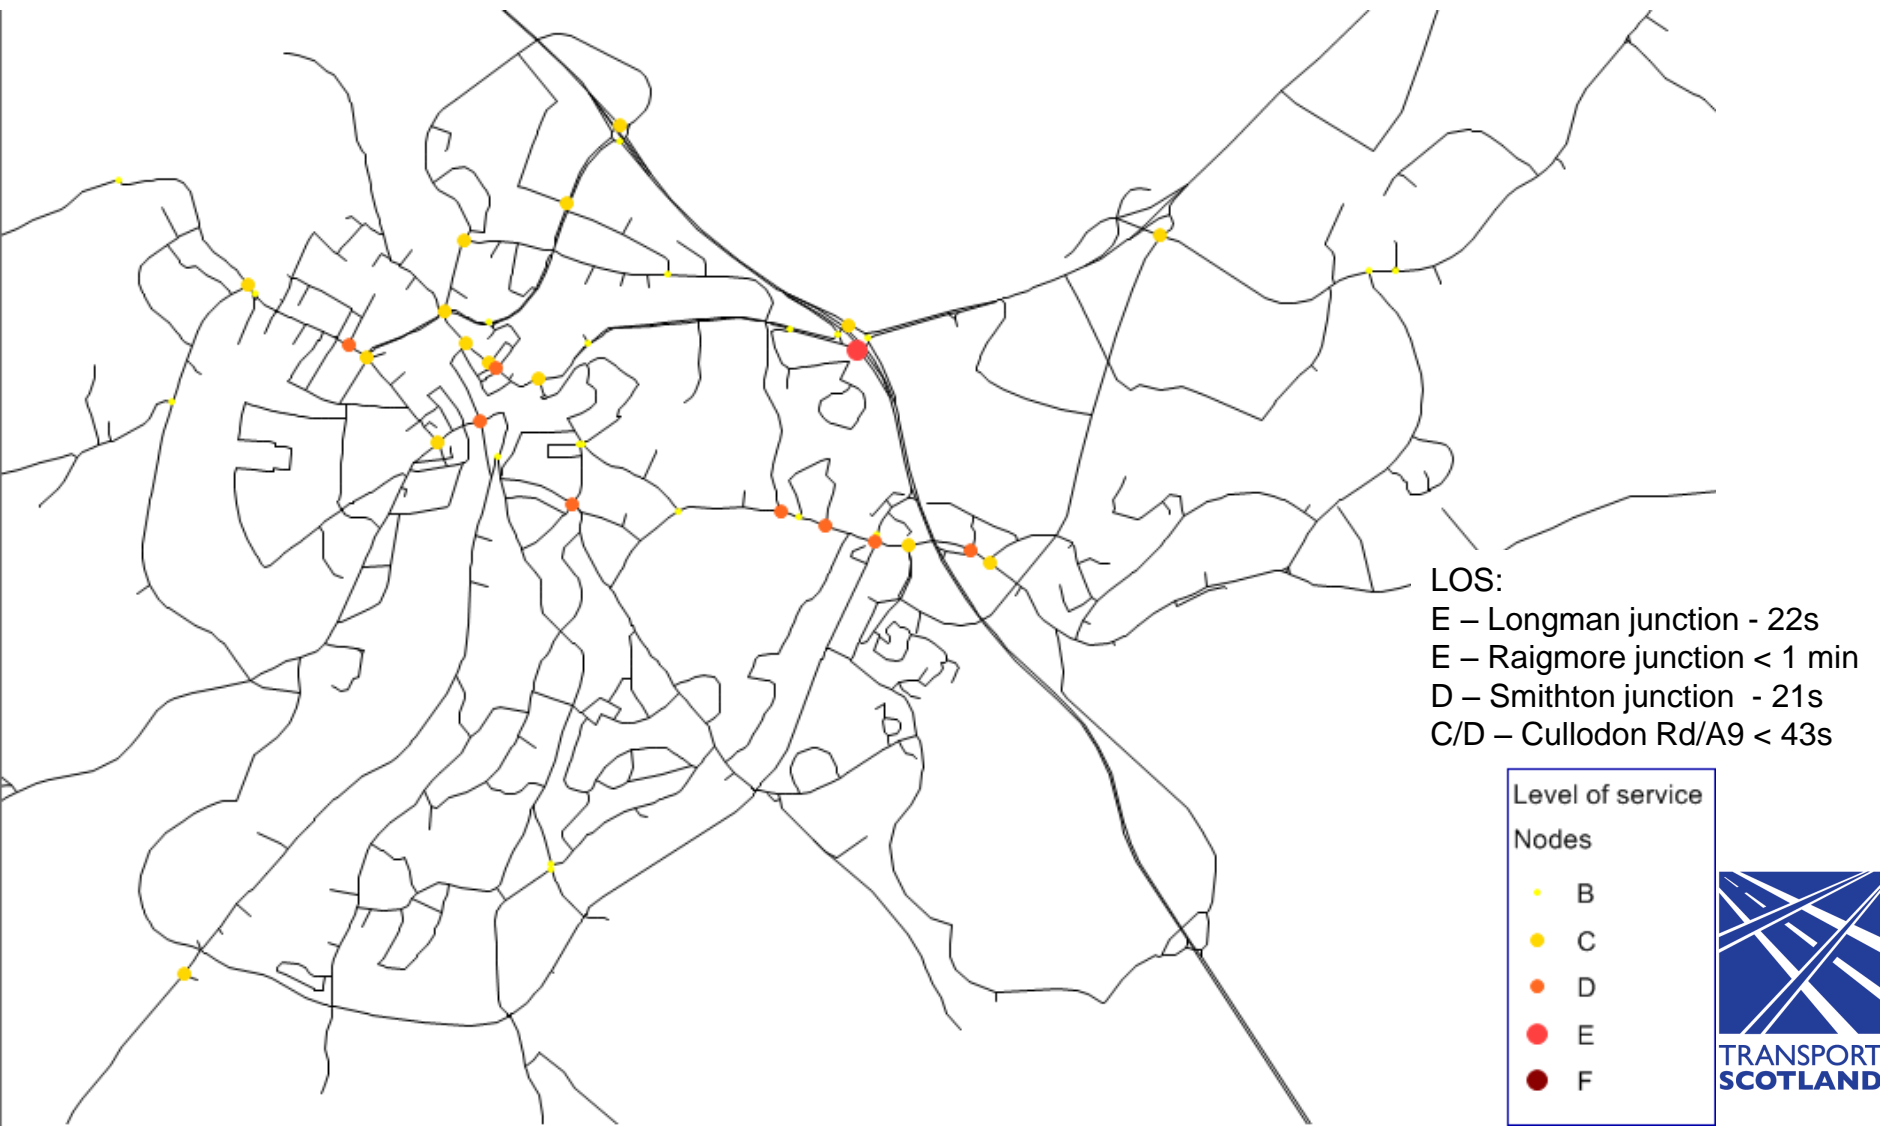 LOS:
E – Longman junction - 22s
E – Raigmore junction < 1 min
D – Smithton junction - 21s
C/D – Cullodon Rd/A9 < 43s
Level of service
Nodes
B
C
D
E
F
TRANSPORT
SCOTLAND